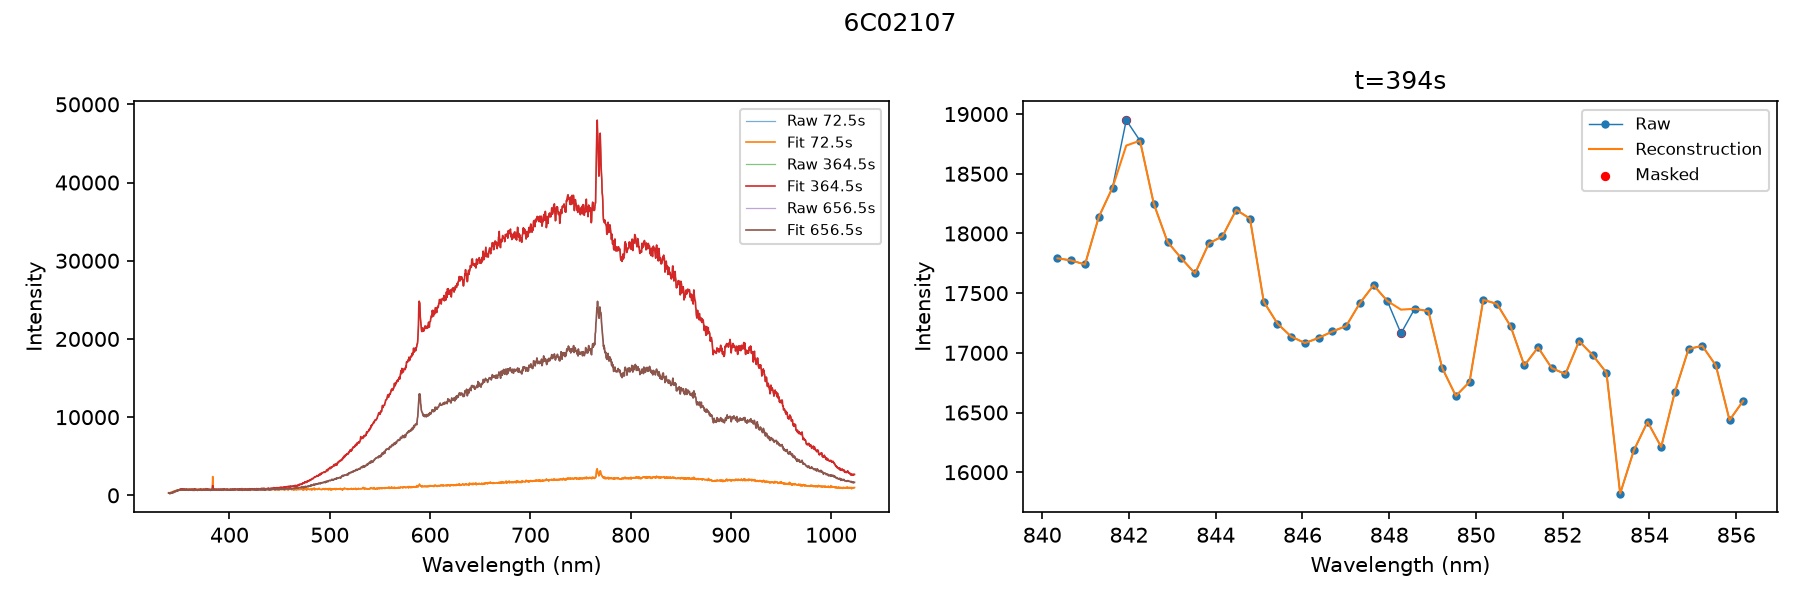 6C02107
50000
40000
30000
20000
10000
0
400 500 600 700 800 900 1000
Wavelength (nm)
Intensity
Raw 72.5s
Fit 72.5s
Raw 364.5s
Fit 364.5s
Raw 656.5s
Fit 656.5s
t=394s
19000
18500
18000
17500
17000
16500
16000
840 842 844 846 848 850 852 854 856
Wavelength (nm)
Intensity
Raw
Reconstruction
Masked